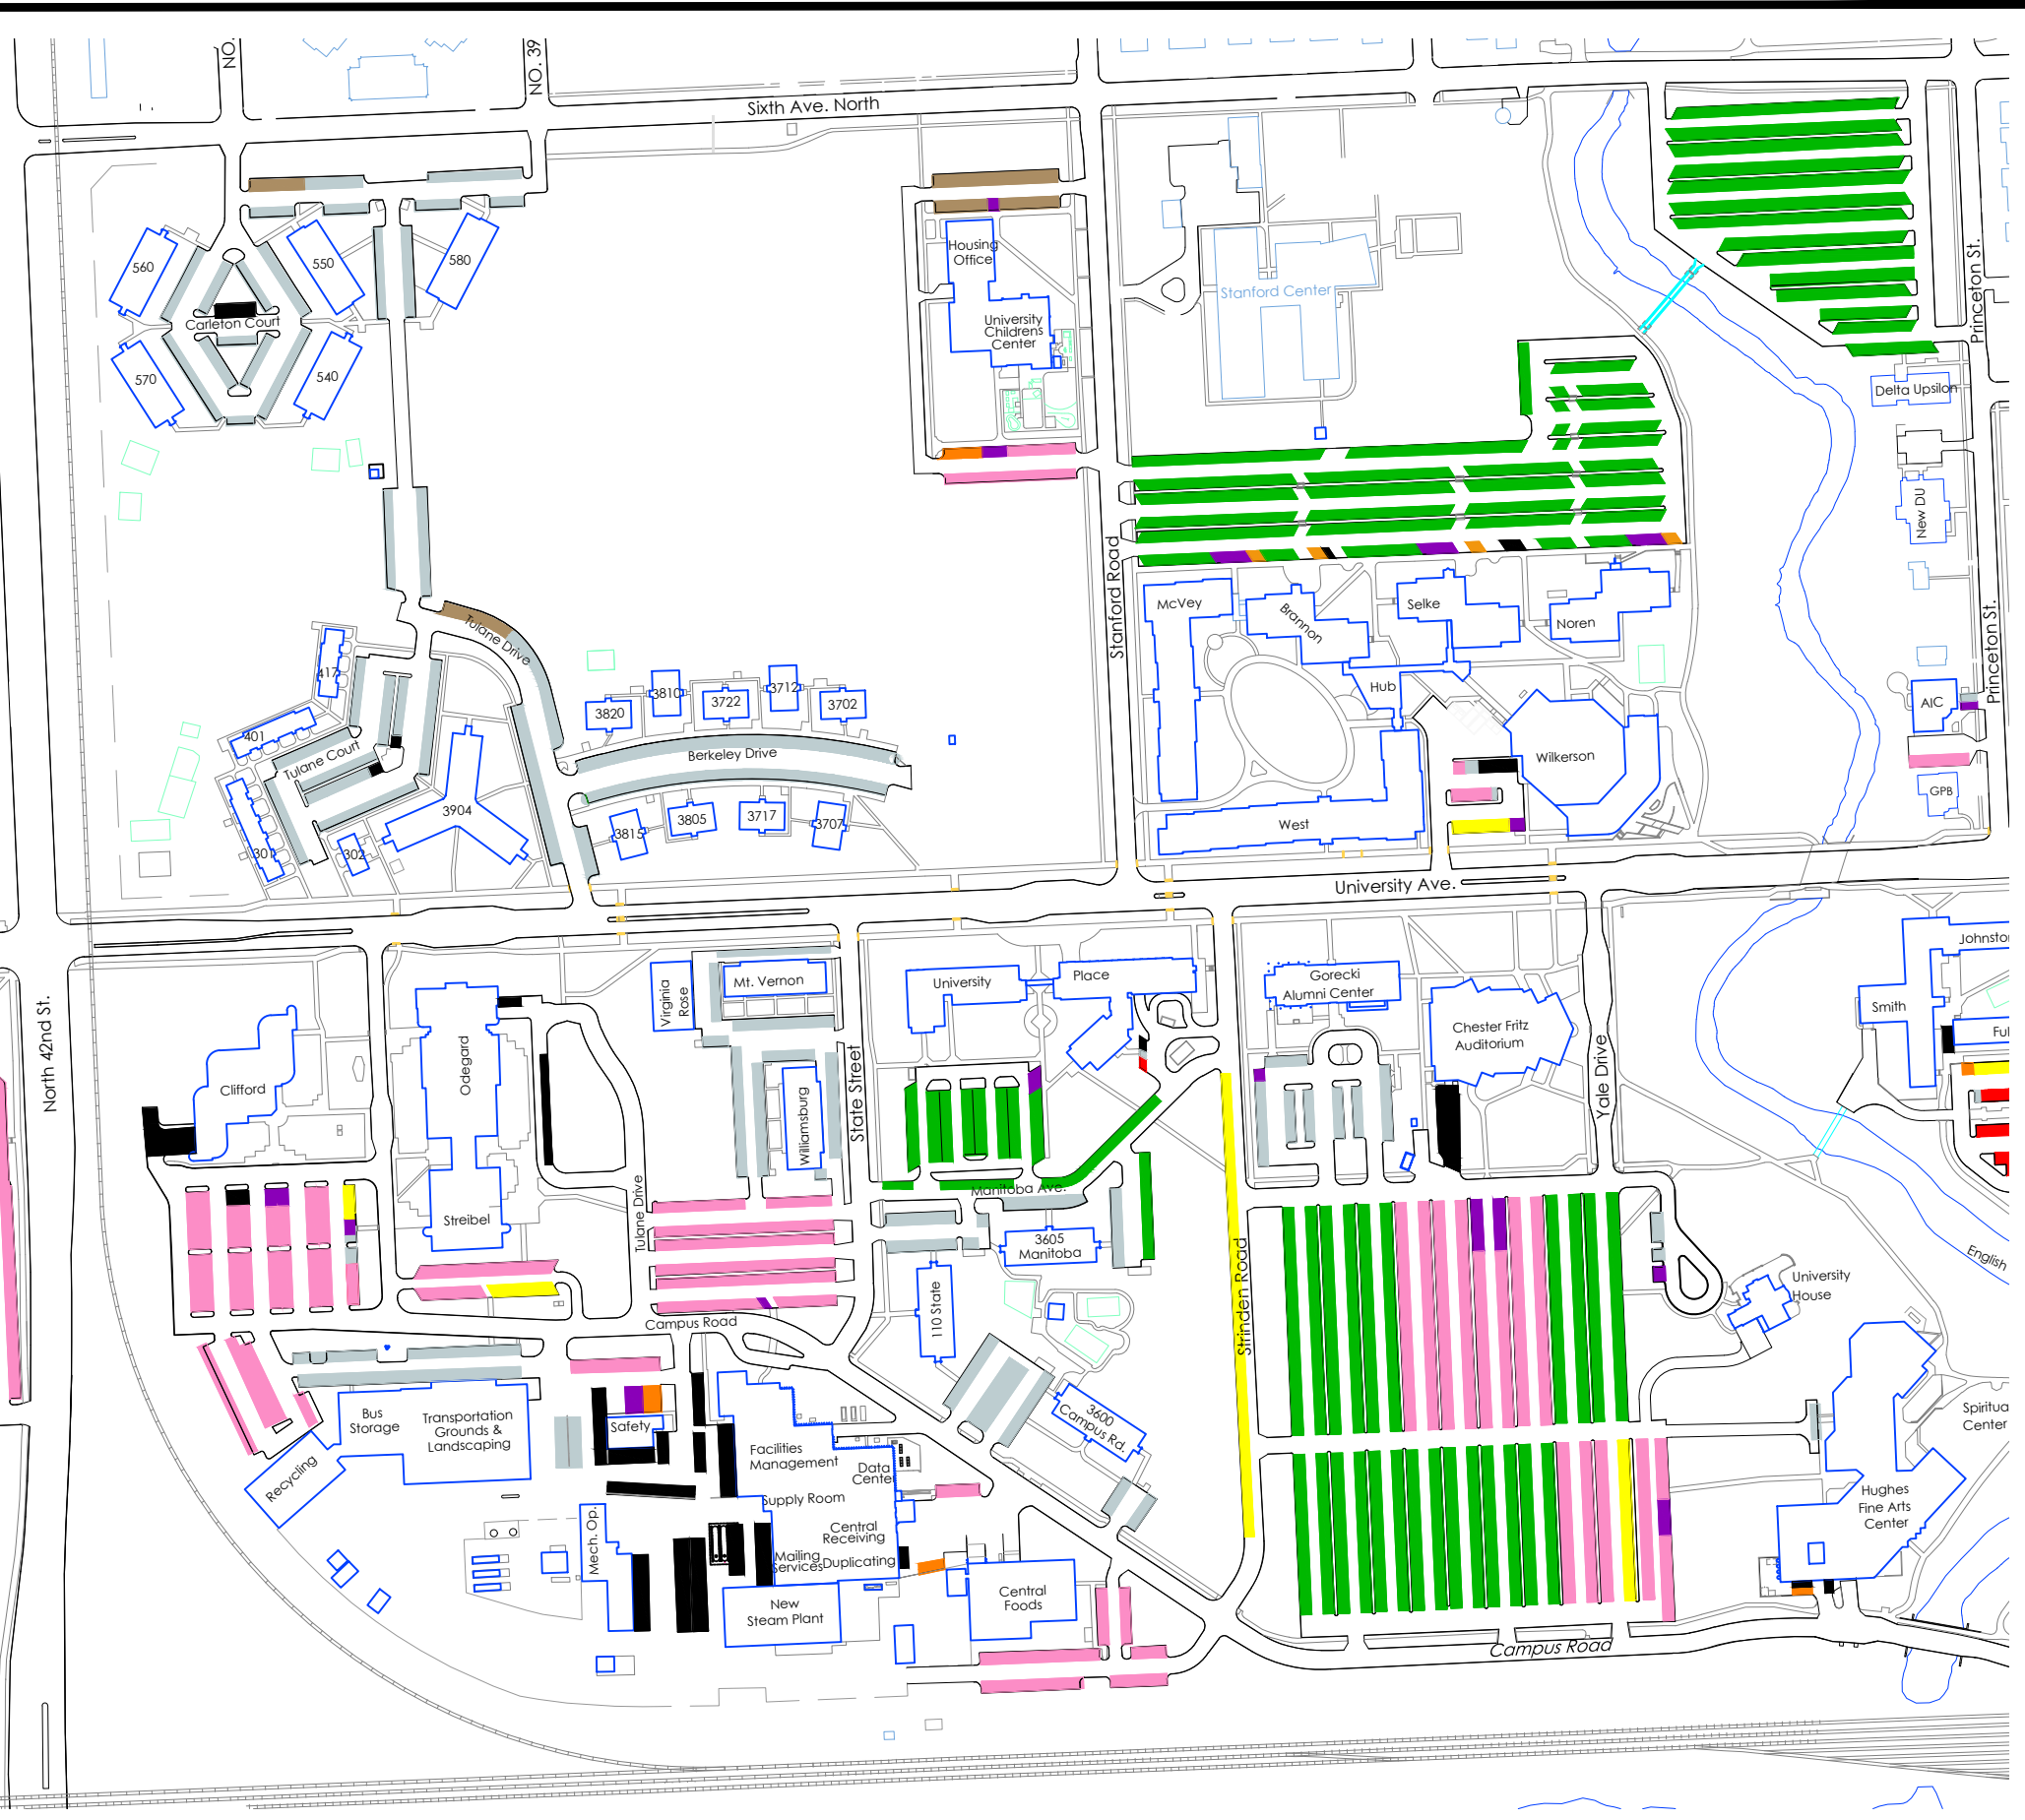 NO.
NO. 39
Sixth Ave. North
560
550
580
Carleton Court
570
540
Housing
Office
University
Childrens
Center
Stanford Center
Princeton St.
Delta Upsilon
New DU
Stanford Road
McVey
Brannon
Selke
Noren
Hub
Wilkerson
West
AIC
GPB
Princeton St.
Tulane Drive
417
401
Tulane Court
301
302
3904
3820
3810
3722
3712
3702
Berkeley Drive
3815
3805
3717
3707
University Ave.
North 42nd St.
Clifford
Odegard
Streibel
Virginia
Rose
Mt. Vernon
Williamsburg
State Street
Tulane Drive
University
Place
Gorecki
Alumni Center
Chester Fritz
Auditorium
Yale Drive
Johnsto
Smith
Ful
Manitoba Ave.
3605
Manitoba
110 State
Strinden Road
English
University
House
Campus Road
Bus
Storage
Transportation
Grounds &
Landscaping
Recycling
Safety
Facilities
Management
Data
Center
Supply Room
Central
Receiving
Mailing
Services
Duplicating
Mech. Op.
New
Steam Plant
Central
Foods
3600
Campus Rd.
Spiritua
Center
Hughes
Fine Arts
Center
Campus Road